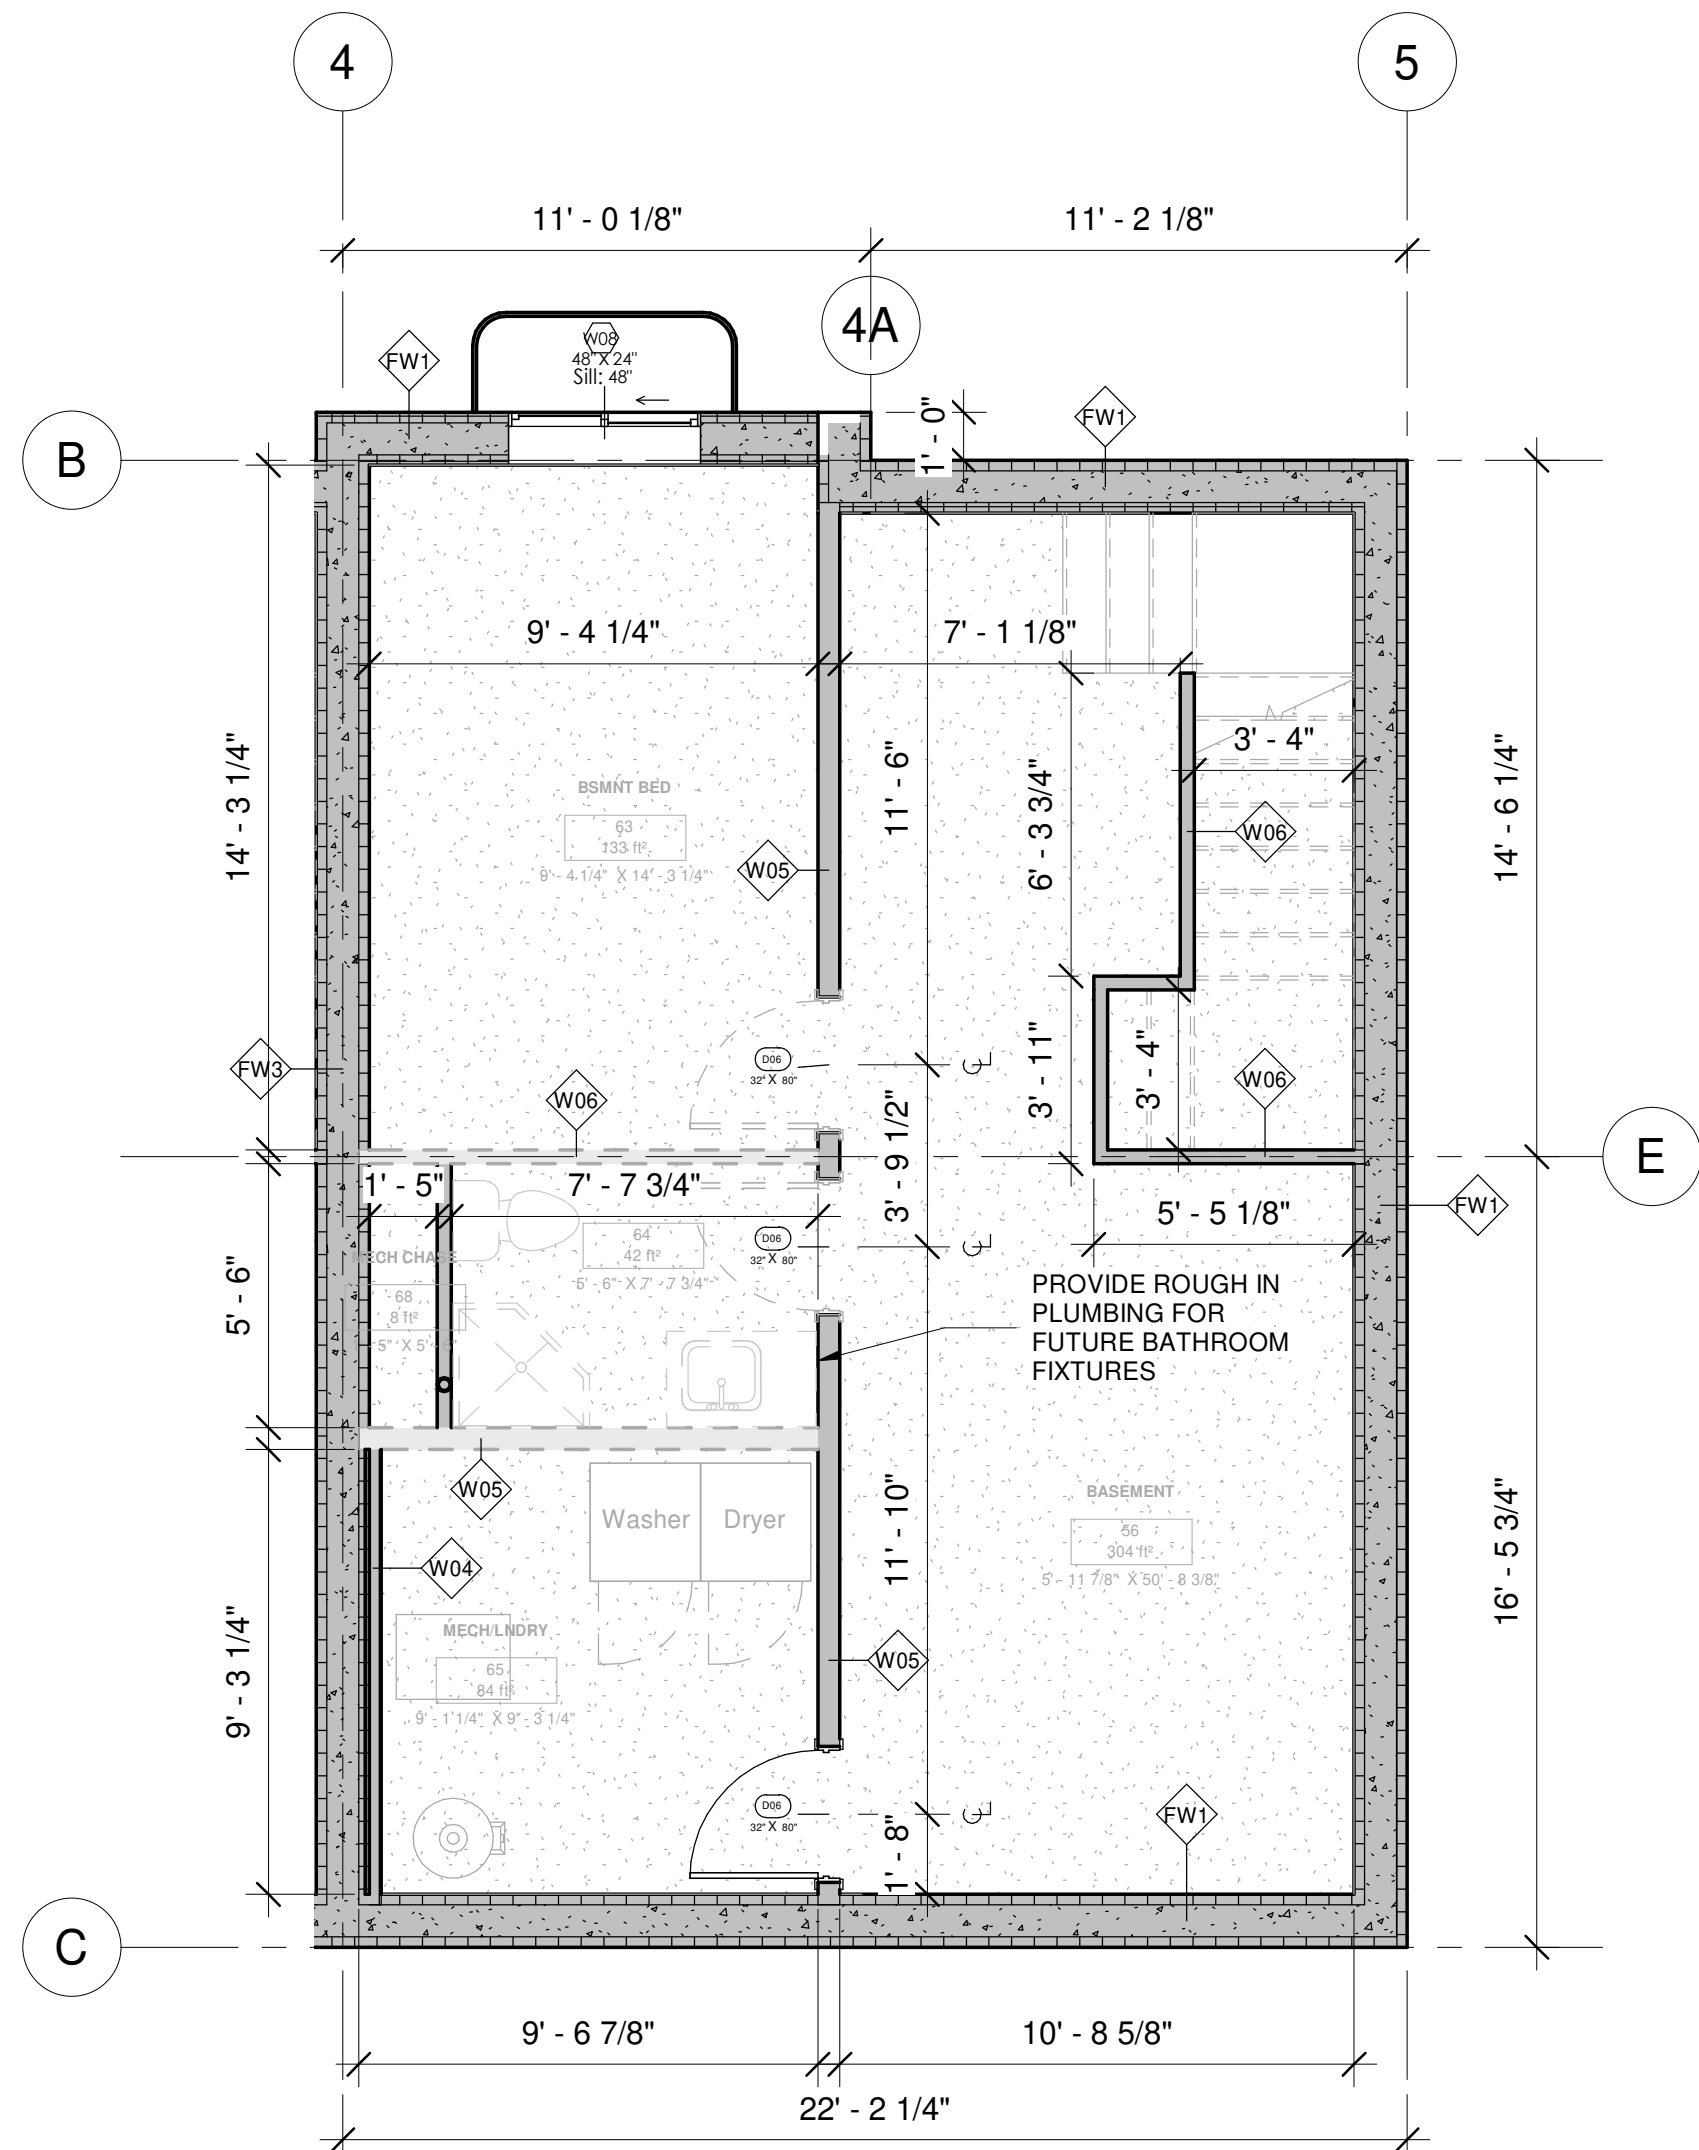 4
5
11' - 0 1/8"
11' - 2 1/8"
4A
W08
48" X 24"
Sill: 48"
FW1
1' - 0"
FW1
B
9' - 4 1/4"
7' - 1 1/8"
14' - 3 1/4"
BSMNT BED
63
133 ft²
9' - 4 1/4" X 14' - 3 1/4"
W05
11' - 6"
6' - 3 3/4"
3' - 4"
W06
14' - 6 1/4"
FW3
W06
D06
32" X 80"
3' - 9 1/2"
3' - 11"
3' - 4"
W06
E
1' - 5"
7' - 7 3/4"
5' - 5 1/8"
FW1
5' - 6"
MECH CHASE
68
8 ft²
64
42 ft²
5' - 6" X 7' - 7 3/4"
D06
32" X 80"
PROVIDE ROUGH IN
PLUMBING FOR
FUTURE BATHROOM
FIXTURES
W05
Washer
Dryer
11' - 10"
BASEMENT
56
304 ft²
5' - 11 7/8" X 50' - 8 3/8"
16' - 5 3/4"
W04
MECH/LNDRY
65
84 ft²
9' - 1 1/4" X 9' - 3 1/4"
9' - 3 1/4"
W05
D06
32" X 80"
1' - 8"
FW1
C
9' - 6 7/8"
10' - 8 5/8"
22' - 2 1/4"